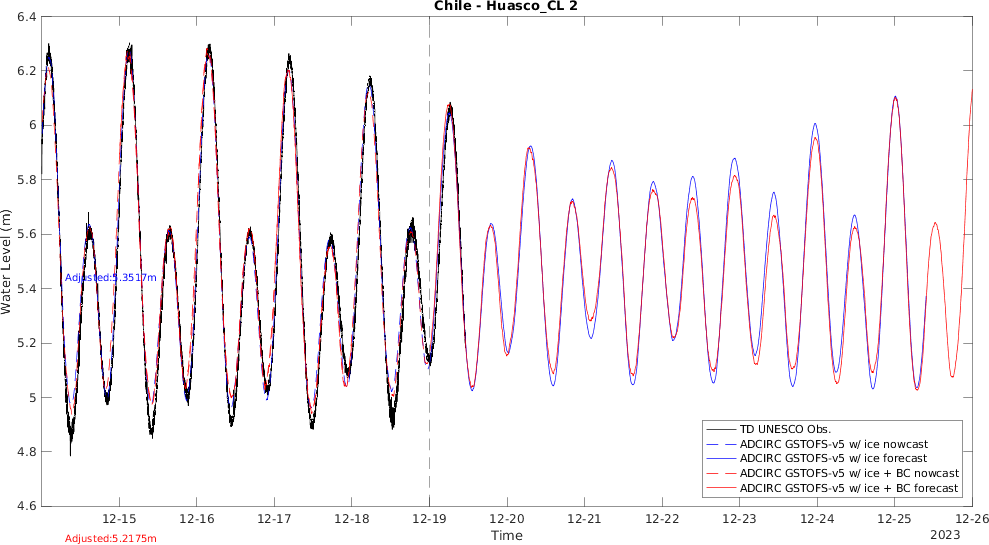 Chile - Huasco_CL 2
6.4
6.2
6
5.8
5.6
5.4
5.2
5
4.8
4.6
Water Level (m)
Adjusted:5.3517m
TD UNESCO Obs.
ADCIRC GSTOFS-v5 w/ ice nowcast
ADCIRC GSTOFS-v5 w/ ice forecast
ADCIRC GSTOFS-v5 w/ ice + BC nowcast
ADCIRC GSTOFS-v5 w/ ice + BC forecast
12-15 12-16 12-17 12-18 12-19 12-20 12-21 12-22 12-23 12-24 12-25 12-26
Adjusted:5.2175m
Time
2023